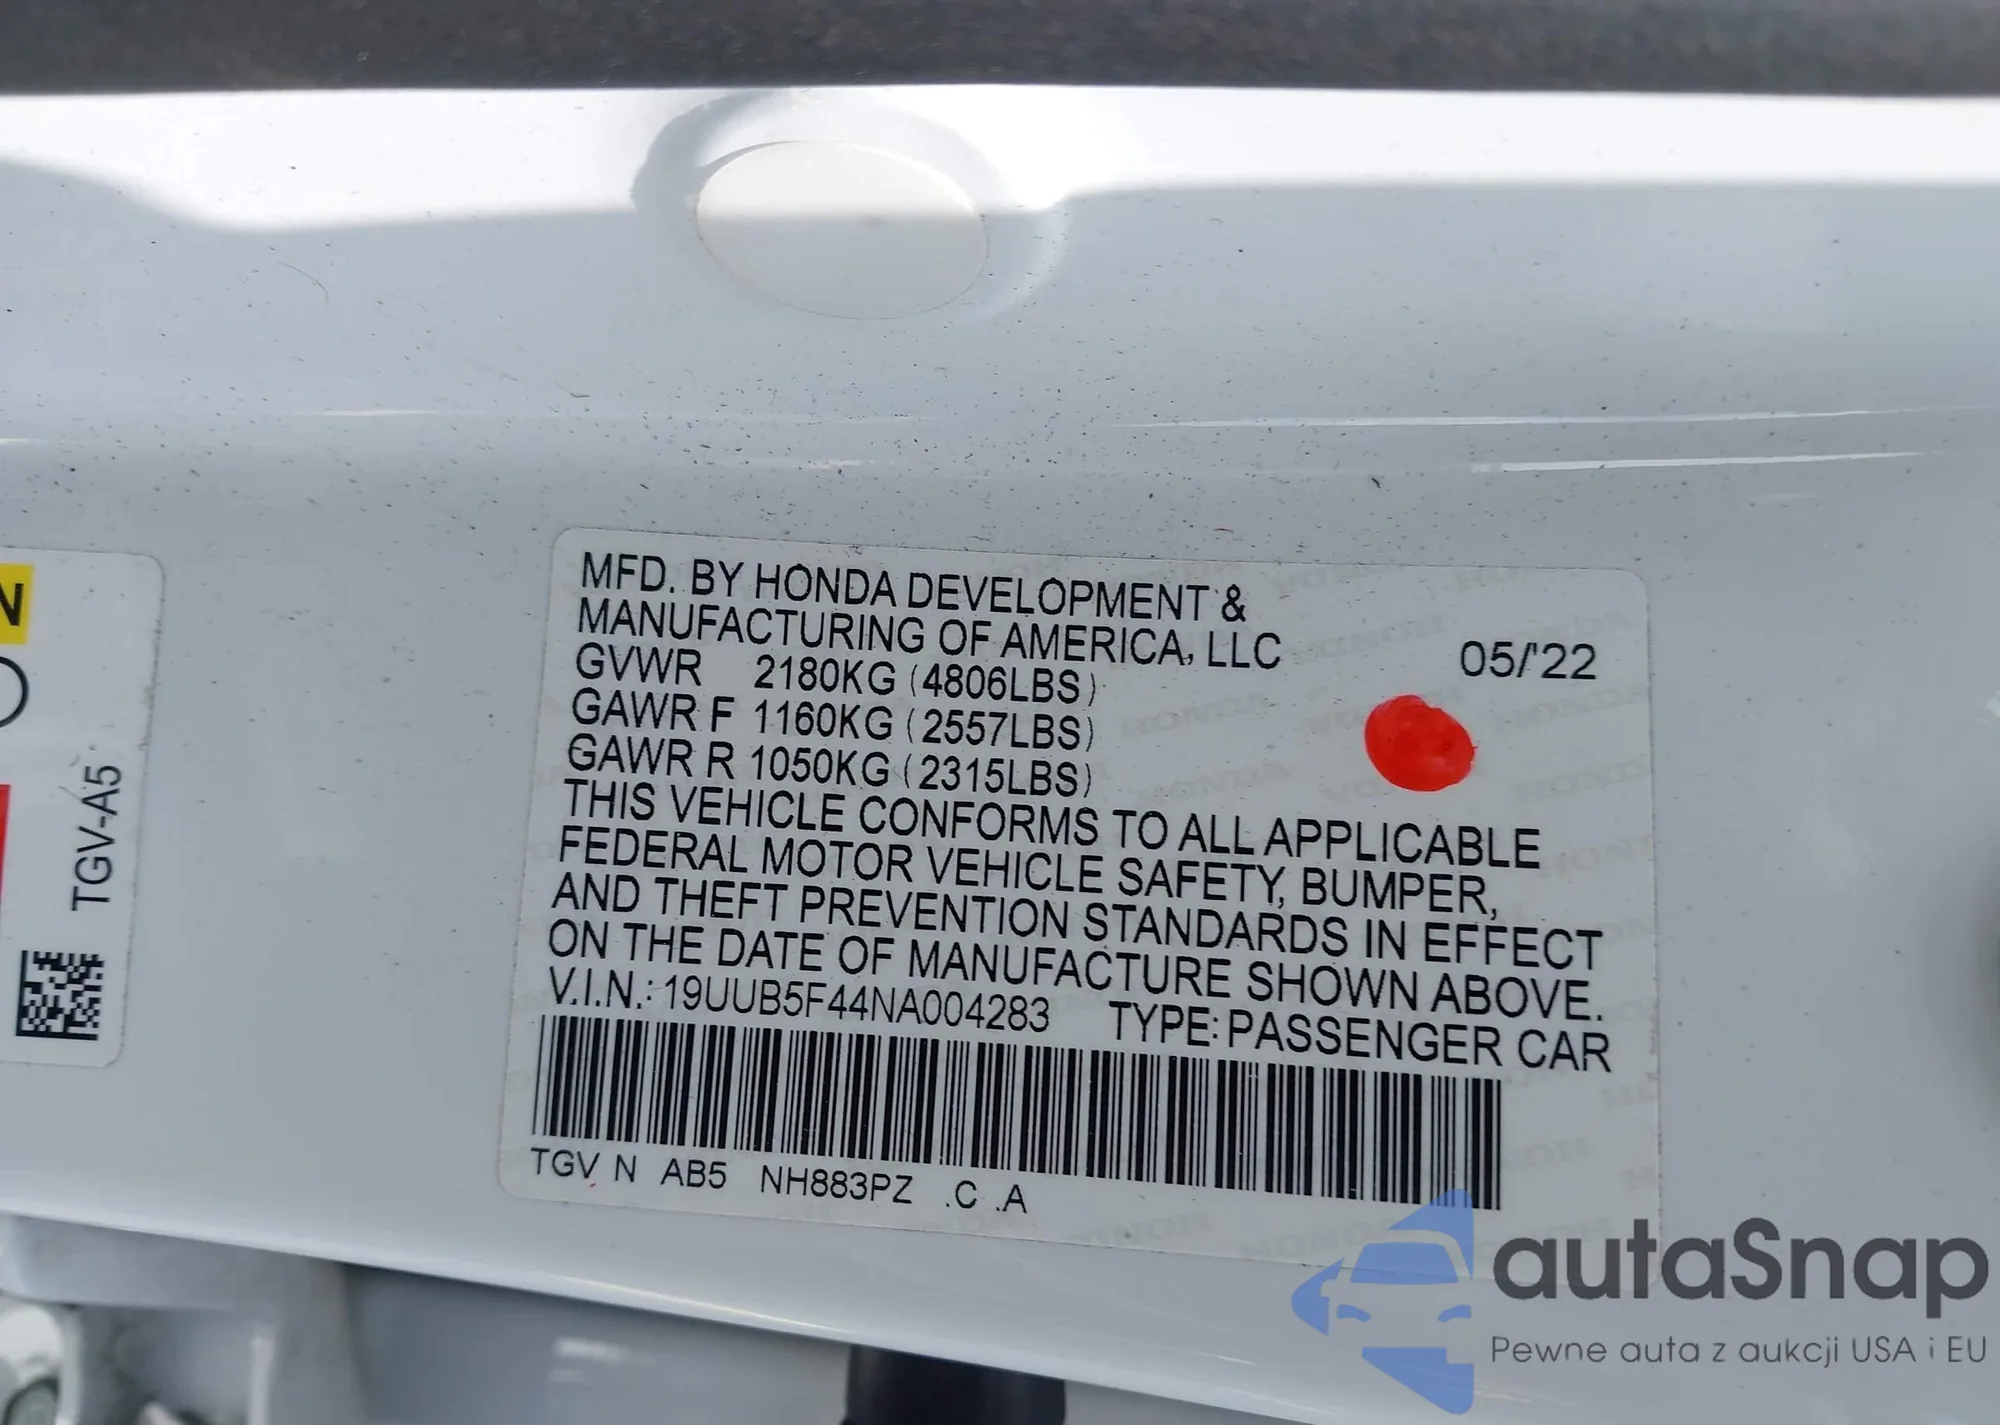 MFD. BY HONDA DEVELOPMENT &
MANUFACTURING OF AMERICA, LLC
05/'22
GVWR 2180KG (4806LBS)
GAWR F 1160KG (2557LBS)
GAWR R 1050KG (2315LBS)
THIS VEHICLE CONFORMS TO ALL APPLICABLE
FEDERAL MOTOR VEHICLE SAFETY, BUMPER,
AND THEFT PREVENTION STANDARDS IN EFFECT
ON THE DATE OF MANUFACTURE SHOWN ABOVE.
V.I.N.: 19UUB5F44NA004283 TYPE: PASSENGER CAR
TGV N AB5 NH883PZ .C .A
N
TGV-A5
autaSnap
Pewne auta z aukcji USA i EU